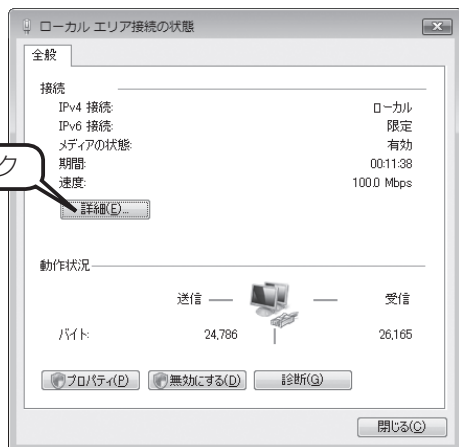 ローカル エリア接続の状態
全般
接続
IPv4 接続: ローカル
IPv6 接続: 限定
メディアの状態: 有効
期間: 00:11:38
速度: 100.0 Mbps
ク
詳細(E)...
動作状況
送信 受信
バイト: 24,786 26,165
プロパティ(P) 無効にする(D) 診断(G)
閉じる(C)